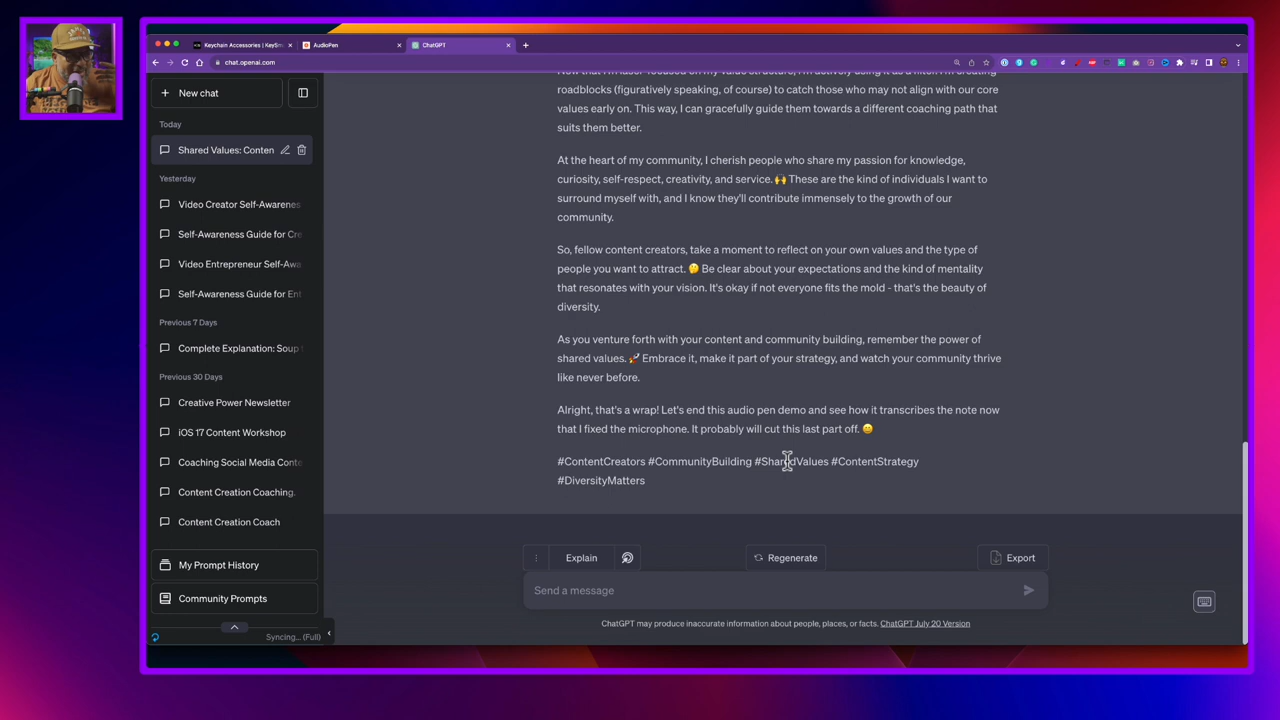 Keychain Accessories | KeySm
AudioPen
ChatGPT
chat.openai.com
New chat
Today
Shared Values: Conten
Yesterday
Video Creator Self-Awarenes
Self-Awareness Guide for Cre
Video Entrepreneur Self-Awa
Self-Awareness Guide for Ent
Previous 7 Days
Complete Explanation: Soup t
Previous 30 Days
Creative Power Newsletter
iOS 17 Content Workshop
Coaching Social Media Conte
Content Creation Coaching.
Content Creation Coach
My Prompt History
Community Prompts
Syncing... (Full)
roadblocks (figuratively speaking, of course) to catch those who may not align with our core
values early on. This way, I can gracefully guide them towards a different coaching path that
suits them better.
At the heart of my community, I cherish people who share my passion for knowledge,
curiosity, self-respect, creativity, and service. 🙌 These are the kind of individuals I want to
surround myself with, and I know they'll contribute immensely to the growth of our
community.
So, fellow content creators, take a moment to reflect on your own values and the type of
people you want to attract. 🤔 Be clear about your expectations and the kind of mentality
that resonates with your vision. It's okay if not everyone fits the mold - that's the beauty of
diversity.
As you venture forth with your content and community building, remember the power of
shared values. 🚀 Embrace it, make it part of your strategy, and watch your community thrive
like never before.
Alright, that's a wrap! Let's end this audio pen demo and see how it transcribes the note now
that I fixed the microphone. It probably will cut this last part off. 😄
#ContentCreators #CommunityBuilding #SharedValues #ContentStrategy
#DiversityMatters
Explain
Regenerate
Export
Send a message
ChatGPT may produce inaccurate information about people, places, or facts. ChatGPT July 20 Version